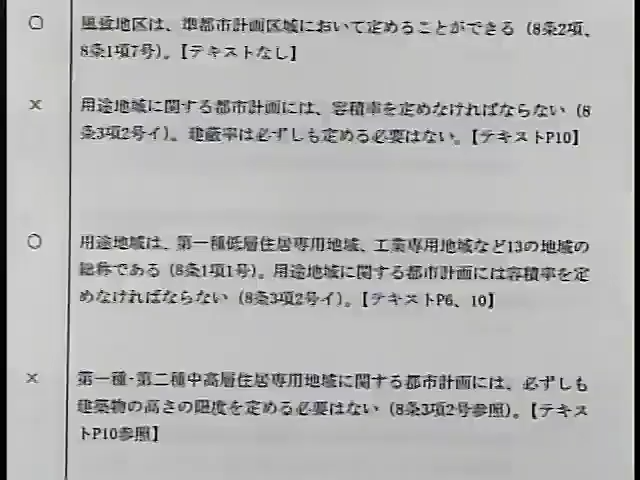 ○ 風致地区は、準都市計画区域において定めることができる（8条2項、
8条1項7号）。【テキストなし】
× 用途地域に関する都市計画には、容積率を定めなければならない（8
条3項2号イ）。建蔽率は必ずしも定める必要はない。【テキストP10】
○ 用途地域は、第一種低層住居専用地域、工業専用地域など13の地域の
総称である（8条1項1号）。用途地域に関する都市計画には容積率を定
めなければならない（8条3項2号イ）。【テキストP6、10】
× 第一種・第二種中高層住居専用地域に関する都市計画には、必ずしも
建築物の高さの限度を定める必要はない（8条3項2号参照）。【テキス
トP10参照】